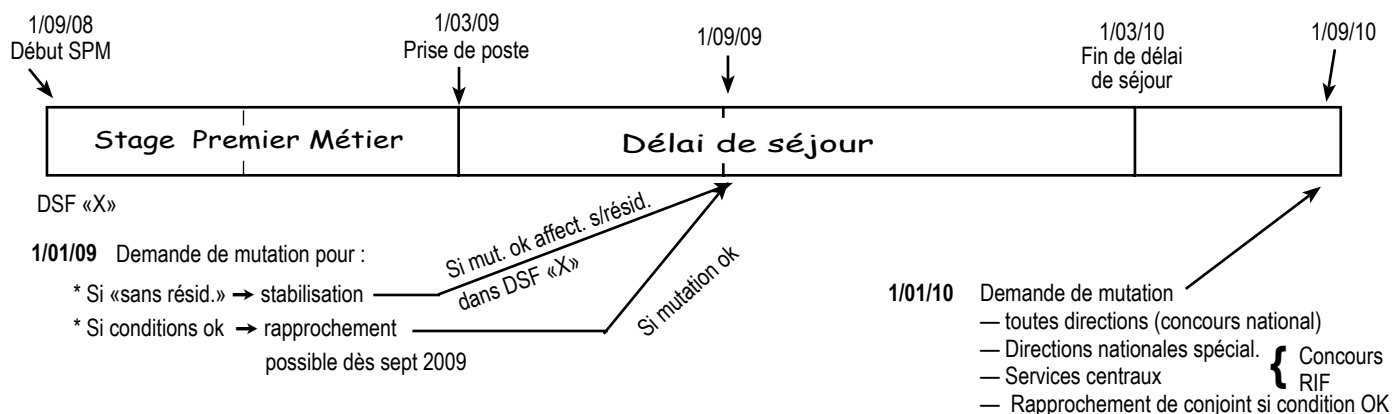 1/09/08
Début SPM
1/03/09
Prise de poste
1/09/09
1/03/10
Fin de délai
de séjour
1/09/10
Stage Premier Métier
Délai de séjour
DSF «X»
1/01/09 Demande de mutation pour :
* Si «sans résid.» → stabilisation
* Si conditions ok → rapprochement
possible dès sept 2009
Si mut. ok affect. s/résid.
dans DSF «X»
Si mutation ok
1/01/10 Demande de mutation
— toutes directions (concours national)
— Directions nationales spécial.
— Services centraux
{ Concours
RIF
— Rapprochement de conjoint si condition OK